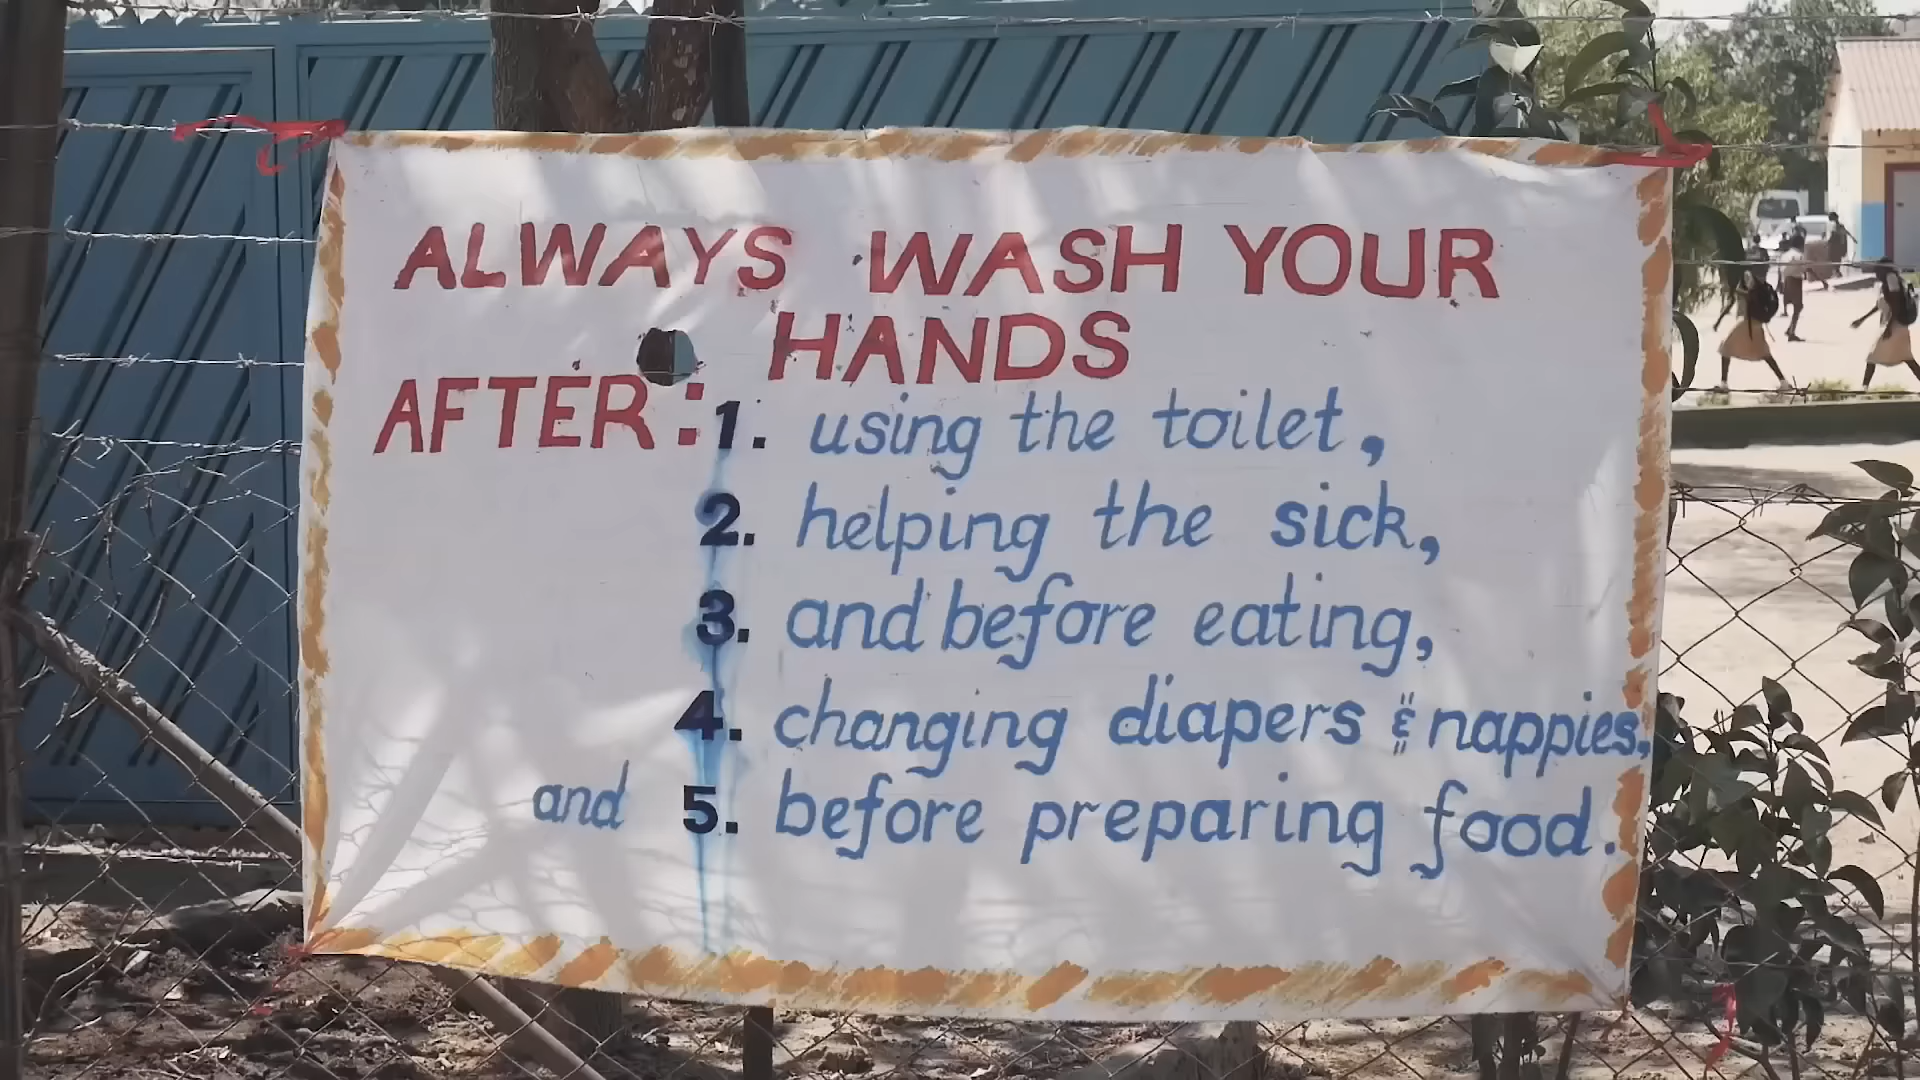 ALWAYS WASH YOUR
HANDS
AFTER: 1. using the toilet,
2. helping the sick,
3. and before eating,
4. changing diapers & nappies,
and 5. before preparing food.